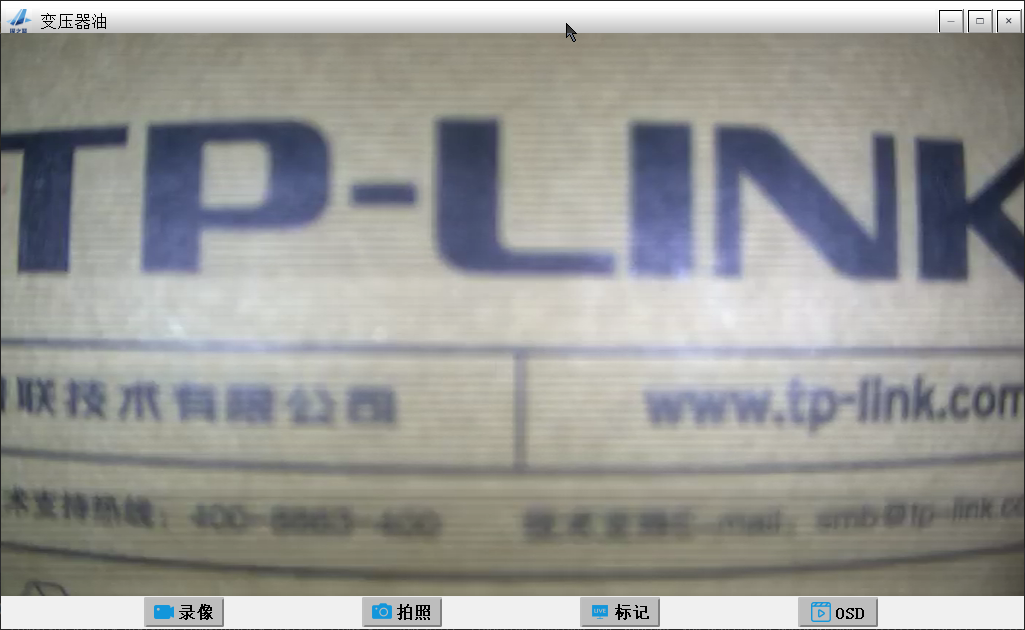 变压器油
TP-LINK
联技术有限公司
www.tp-link.com
术支持热线：400-8863-400
技术支持E-mail：smb@tp-link.co
录像
拍照
LIVE
标记
OSD